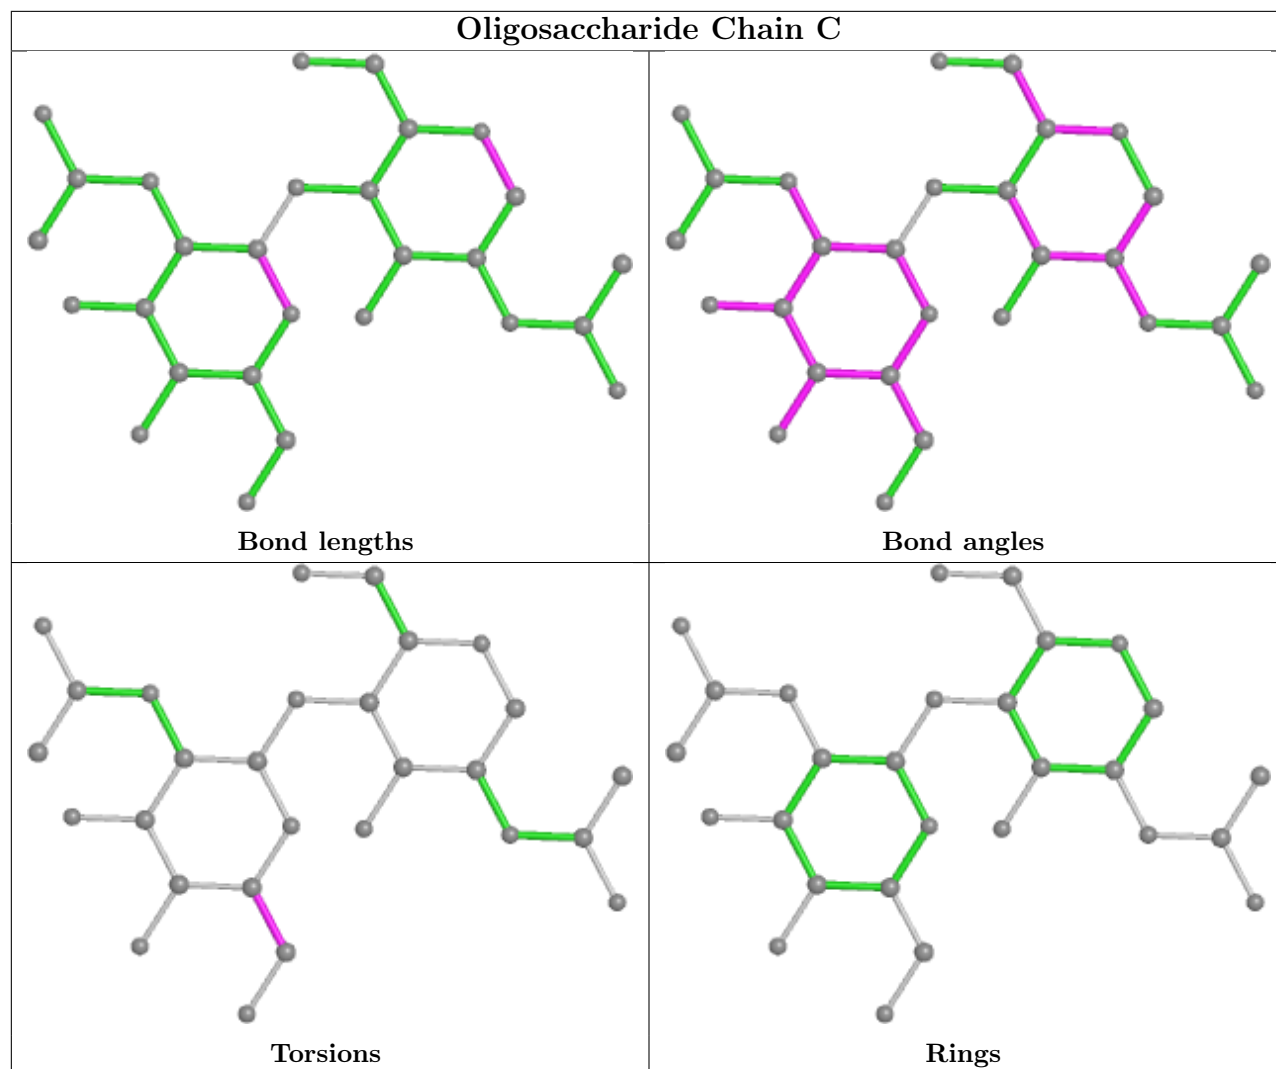 Oligosaccharide Chain C
Bond lengths
Bond angles
Torsions
Rings